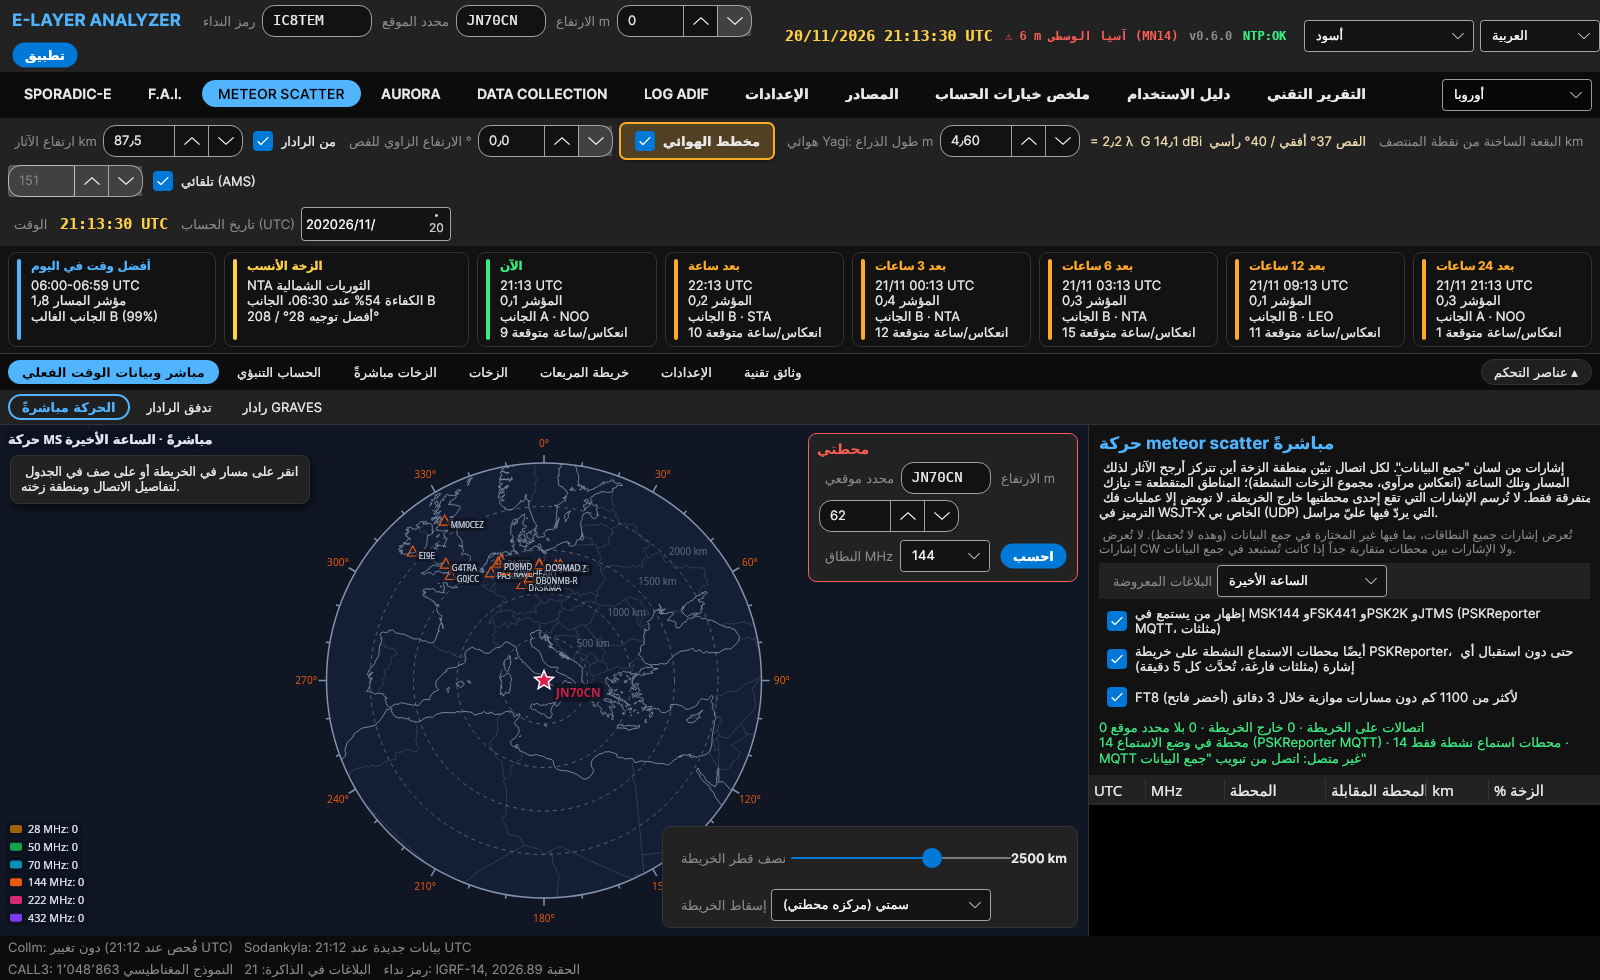 E-LAYER ANALYZER
رمز النداء IC8TEM محدد الموقع JN70CN الارتفاع m 0
تطبيق
20/11/2026 21:13:30 UTC ⚠ 6 m آسيا الوسطى (MN14) v0.6.0 NTP:OK أسود العربية
SPORADIC-E F.A.I. METEOR SCATTER AURORA DATA COLLECTION LOG ADIF الإعدادات المصادر ملخص خيارات الحساب دليل الاستخدام التقرير التقني أوروبا
ارتفاع الآثار km 87٫5 من الرادار الارتفاع الزاوي للفص ° 0٫0 مخطط الهوائي هوائي Yagi: طول الذراع m 4٫60 = 2٫2 λ G 14٫1 dBi الفص 37° أفقي / 40° رأسي البقعة الساخنة من نقطة المنتصف km
151 تلقائي (AMS)
الوقت 21:13:30 UTC تاريخ الحساب (UTC) 202026/11/ 20
أفضل وقت في اليوم
06:00-06:59 UTC
مؤشر المسار 1٫8
الجانب الغالب B (99%)
الزخة الأنسب
NTA الثوريات الشمالية
الكفاءة 54% عند 06:30، الجانب B
أفضل توجيه 28° / 208°
الآن
21:13 UTC
المؤشر 0٫1
الجانب A · NOO
انعكاس/ساعة متوقعة 9
بعد ساعة
22:13 UTC
المؤشر 0٫2
الجانب B · STA
انعكاس/ساعة متوقعة 10
بعد 3 ساعات
21/11 00:13 UTC
المؤشر 0٫4
الجانب B · NTA
انعكاس/ساعة متوقعة 12
بعد 6 ساعات
21/11 03:13 UTC
المؤشر 0٫3
الجانب B · NTA
انعكاس/ساعة متوقعة 15
بعد 12 ساعات
21/11 09:13 UTC
المؤشر 0٫1
الجانب B · LEO
انعكاس/ساعة متوقعة 11
بعد 24 ساعات
21/11 21:13 UTC
المؤشر 0٫3
الجانب A · NOO
انعكاس/ساعة متوقعة 1
مباشر وبيانات الوقت الفعلي الحساب التنبؤي الزخات مباشرةً الزخات خريطة المربعات الإعدادات وثائق تقنية عناصر التحكم ▴
الحركة مباشرةً تدفق الرادار رادار GRAVES
حركة MS مباشرةً · الساعة الأخيرة
انقر على مسار في الخريطة أو على صف في الجدول
لتفاصيل الاتصال ومنطقة زخته.
0°
30°
60°
90°
120°
180°
210°
240°
270°
300°
330°
2000 km
1500 km
1000 km
500 km
MM0CEZ
EI9E
G4TRA
G0JCC
PD8MD
DO9MAD
DB0NMB-R
JN70CN
محطتي
محدد موقعي JN70CN الارتفاع m
62
النطاق MHz 144 احسب
28 MHz: 0
50 MHz: 0
70 MHz: 0
144 MHz: 0
222 MHz: 0
432 MHz: 0
نصف قطر الخريطة 2500 km
إسقاط الخريطة سمتي (مركزه محطتي)
حركة meteor scatter مباشرةً
إشارات من لسان "جمع البيانات". لكل اتصال تبيّن منطقة الزخة أين تتركز أرجح الآثار لذلك
المسار وتلك الساعة (انعكاس مرآوي، مجموع الزخات النشطة)؛ المناطق المتقطعة = نيازك
متفرقة فقط. لا تُرسم الإشارات التي تقع إحدى محطتيها خارج الخريطة. لا تومض إلا عمليات فك
الترميز في WSJT-X الخاص بي (UDP) التي يردّ فيها عليّ مراسل.
تُعرض إشارات جميع النطاقات، بما فيها غير المختارة في جمع البيانات (وهذه لا تُحفظ). لا تُعرض
إشارات CW ولا الإشارات بين محطات متقاربة جداً إذا كانت تُستبعد في جمع البيانات.
البلاغات المعروضة الساعة الأخيرة
إظهار من يستمع في MSK144 وFSK441 وPSK2K وJTMS (PSKReporter
MQTT، مثلثات)
أيضًا محطات الاستماع النشطة على خريطة PSKReporter، حتى دون استقبال أي
إشارة (مثلثات فارغة، تُحدَّث كل 5 دقيقة)
FT8 لأكثر من 1100 كم دون مسارات موازية خلال 3 دقائق (أخضر فاتح)
0 اتصالات على الخريطة · 0 خارج الخريطة · 0 بلا محدد موقع
14 محطة في وضع الاستماع (PSKReporter MQTT) · 14 محطات استماع نشطة فقط ·
MQTT غير متصل: اتصل من تبويب "جمع البيانات"
UTC MHz المحطة المحطة المقابلة km % الزخة
Collm: دون تغيير (فُحص عند 21:12 UTC) Sodankyla: بيانات جديدة عند 21:12 UTC
CALL3: 1٬048٬863 رمز نداء البلاغات في الذاكرة: 21 النموذج المغناطيسي: IGRF-14, الحقبة 2026.89